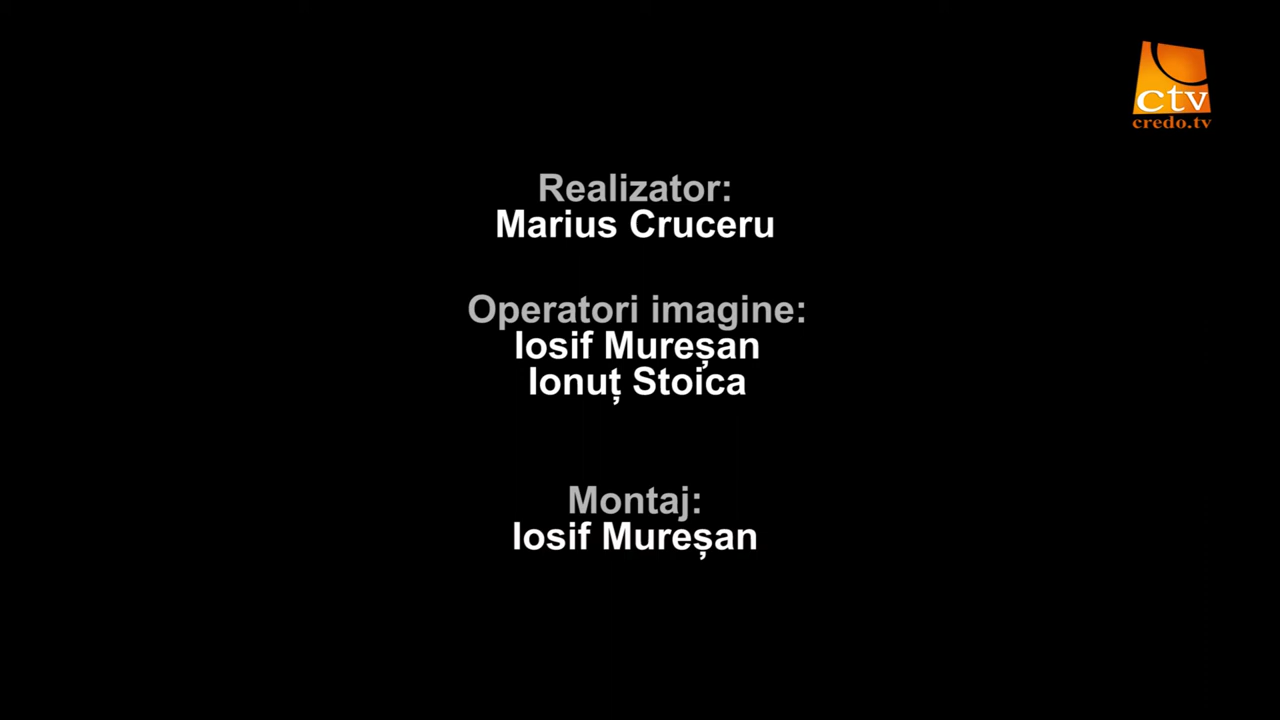 ctv
credo.tv
Realizator:
Marius Cruceru
Operatori imagine:
Iosif Mureșan
Ionuț Stoica
Montaj:
Iosif Mureșan